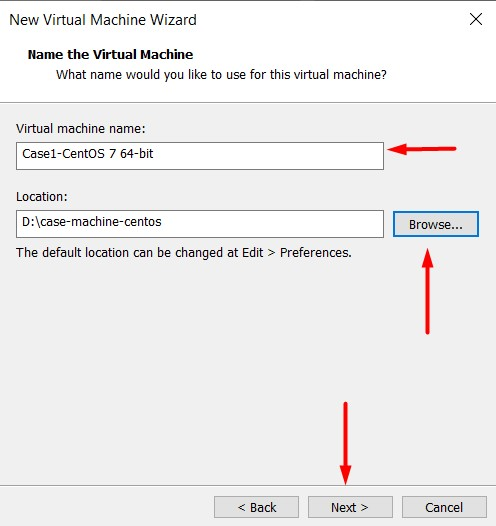 New Virtual Machine Wizard
Name the Virtual Machine
What name would you like to use for this virtual machine?
Virtual machine name:
Case1-CentOS 7 64-bit
Location:
D:\case-machine-centos
Browse...
The default location can be changed at Edit > Preferences.
< Back Next > Cancel